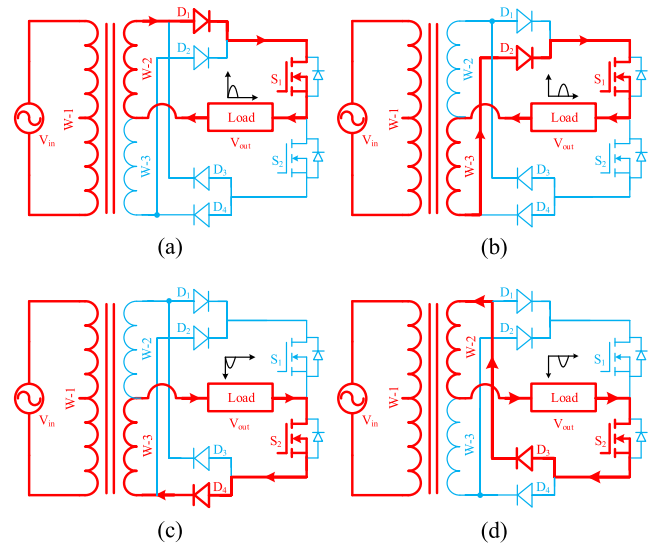 D1
D2
W-2
W-1
S1
Vin
Load
Vout
W-3
S2
D3
D4
(a)
D1
D2
W-2
W-1
S1
Vin
Load
Vout
W-3
S2
D3
D4
(b)
D1
D2
W-2
W-1
S1
Vin
Load
Vout
W-3
S2
D3
D4
(c)
D1
D2
W-2
W-1
S1
Vin
Load
Vout
W-3
S2
D3
D4
(d)